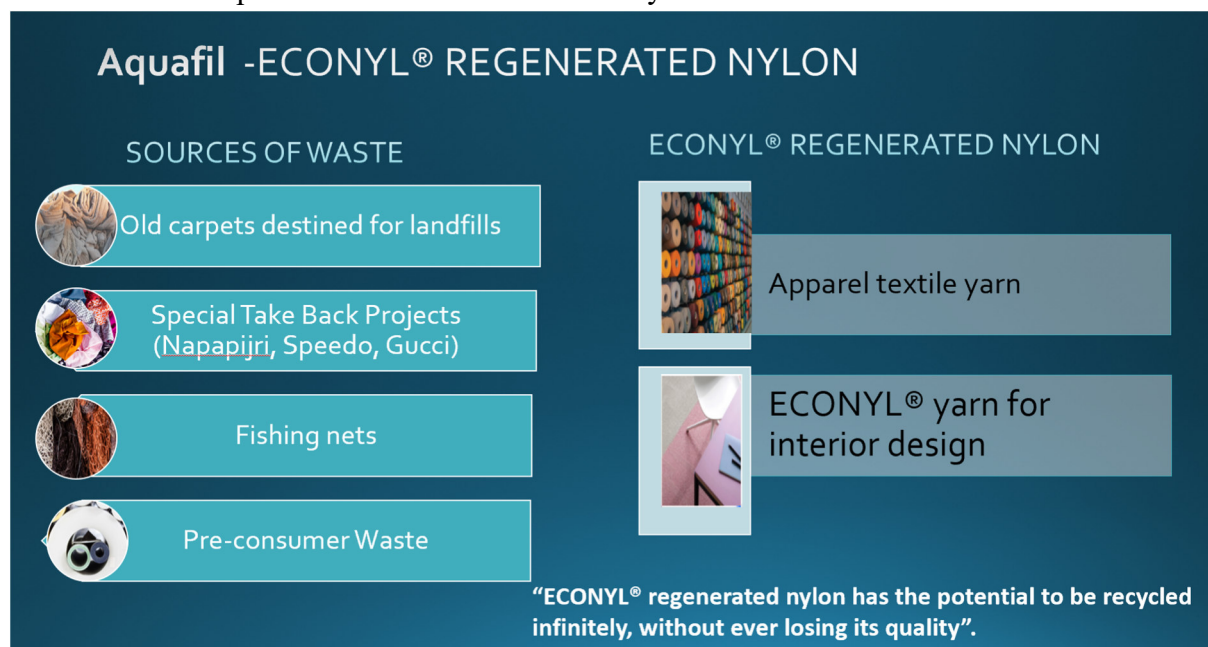 Aquafil -ECONYL® REGENERATED NYLON
SOURCES OF WASTE
Old carpets destined for landfills
Special Take Back Projects
(Napapijri, Speedo, Gucci)
Fishing nets
Pre-consumer Waste
ECONYL® REGENERATED NYLON
Apparel textile yarn
ECONYL® yarn for
interior design
“ECONYL® regenerated nylon has the potential to be recycled
infinitely, without ever losing its quality”.